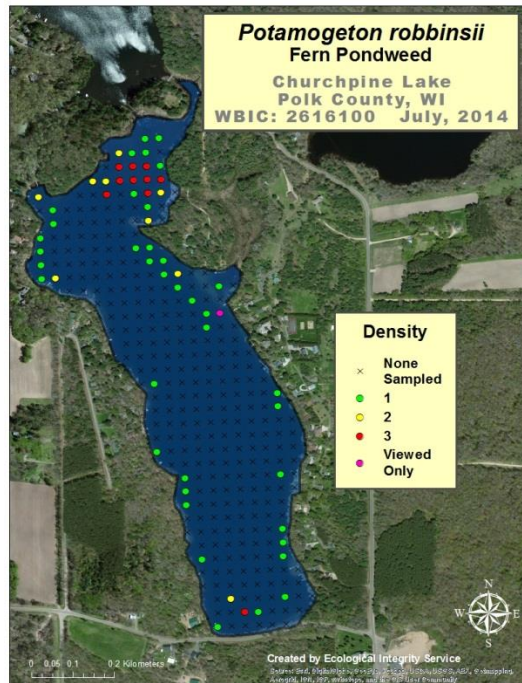 Potamogeton robbinsii
Fern Pondweed
Churchpine Lake
Polk County, WI
WBIC: 2616100 July, 2014
Density
None
Sampled
1
2
3
Viewed
Only
N
W E
S
0 0.05 0.1 0.2 Kilometers
Created by Ecological Integrity Service